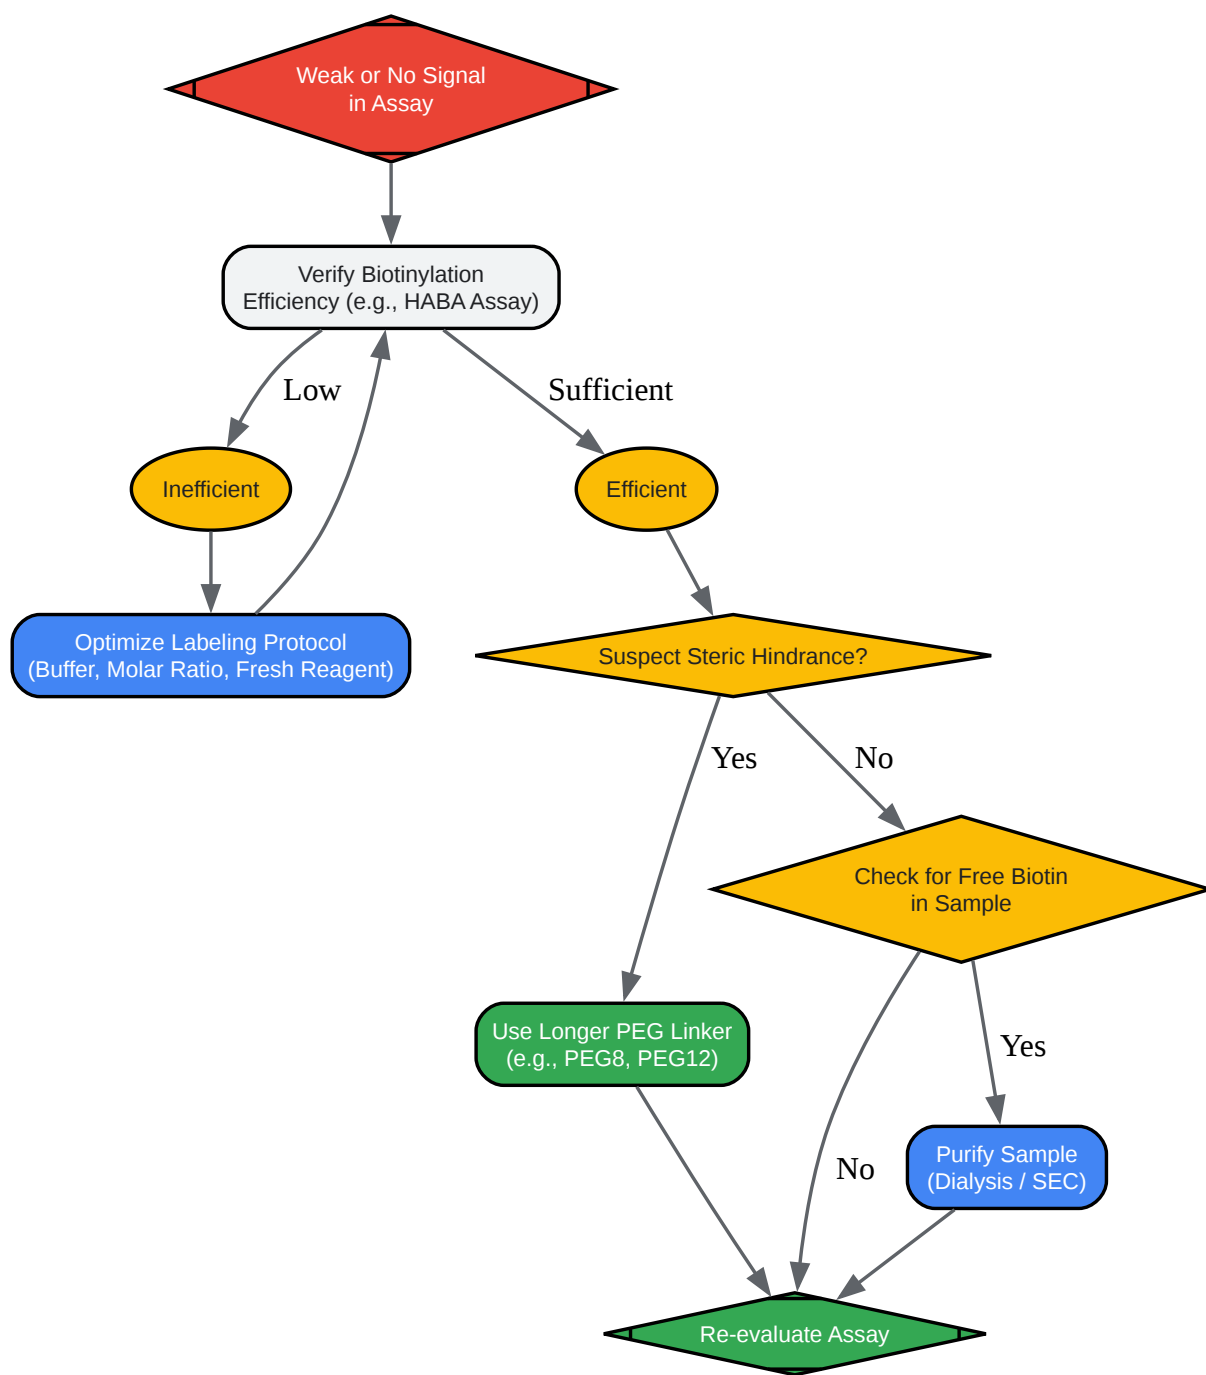 Weak or No Signal
in Assay
Verify Biotinylation
Efficiency (e.g., HABA Assay)
Low
Sufficient
Inefficient
Efficient
Optimize Labeling Protocol
(Buffer, Molar Ratio, Fresh Reagent)
Suspect Steric Hindrance?
Yes
No
Check for Free Biotin
in Sample
Use Longer PEG Linker
(e.g., PEG8, PEG12)
Yes
No
Purify Sample
(Dialysis / SEC)
Re-evaluate Assay